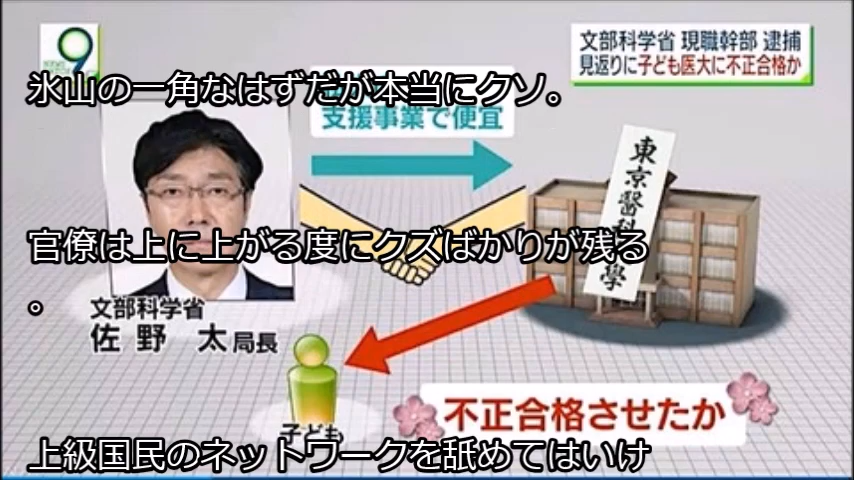 9
文部科学省 現職幹部 逮捕
見返りに子ども医大に不正合格か
氷山の一角なはずだが本当にクソ。
支援事業で便宜
東京醫科
學
官僚は上に上がる度にクズばかりが残る
。
文部科学省
佐野 太局長
子ども
不正合格させたか
上級国民のネットワークを舐めてはいけ